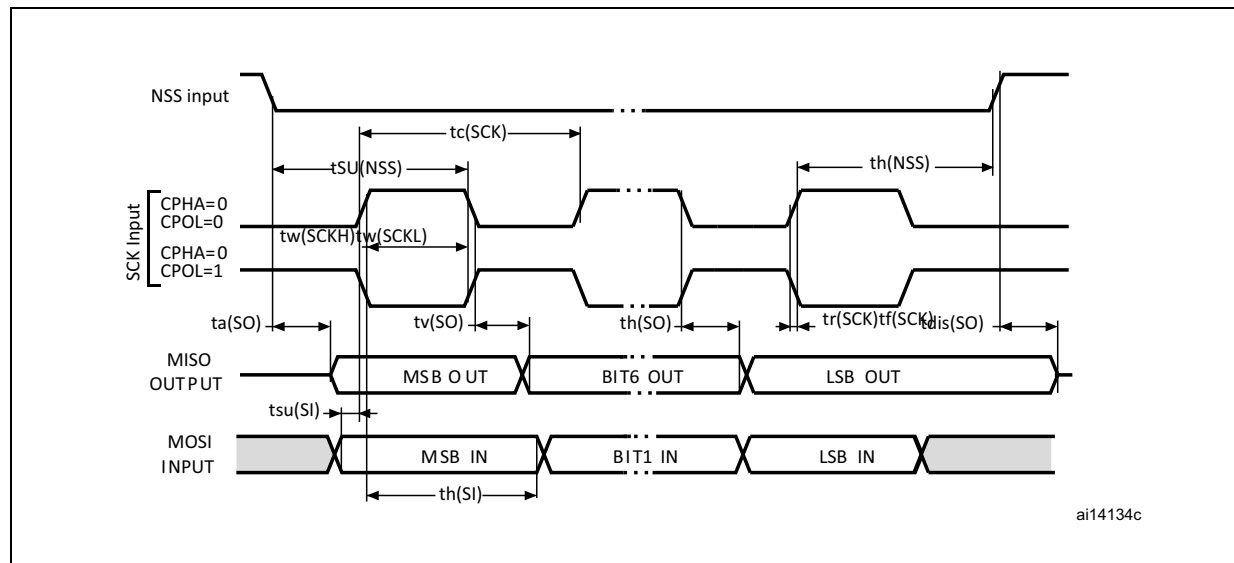 NSS input
tc(SCK)
tSU(NSS)
th(NSS)
SCK Input
CPHA=0
CPOL=0
tw(SCKH)tw(SCKL)
CPHA=0
CPOL=1
ta(SO)
tv(SO)
th(SO)
tr(SCK)tf(SCK)
tdis(SO)
MISO
OUTPUT
MSB OUT
BIT6 OUT
LSB OUT
tsu(SI)
MOSI
INPUT
MSB IN
BIT1 IN
LSB IN
th(SI)
ai14134c